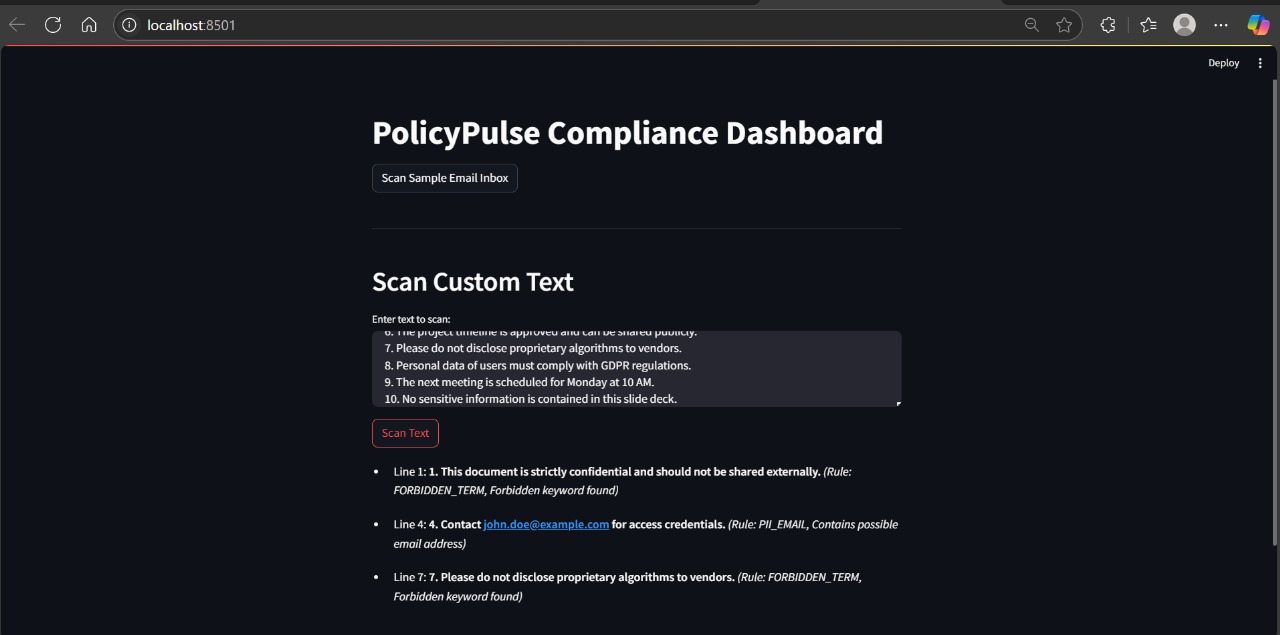 localhost:8501
Deploy
PolicyPulse Compliance Dashboard
Scan Sample Email Inbox
Scan Custom Text
Enter text to scan:
6. The project timeline is approved and can be shared publicly.
7. Please do not disclose proprietary algorithms to vendors.
8. Personal data of users must comply with GDPR regulations.
9. The next meeting is scheduled for Monday at 10 AM.
10. No sensitive information is contained in this slide deck.
Scan Text
• Line 1: 1. This document is strictly confidential and should not be shared externally. (Rule:
FORBIDDEN_TERM, Forbidden keyword found)
• Line 4: 4. Contact john.doe@example.com for access credentials. (Rule: PII_EMAIL, Contains possible
email address)
• Line 7: 7. Please do not disclose proprietary algorithms to vendors. (Rule: FORBIDDEN_TERM,
Forbidden keyword found)